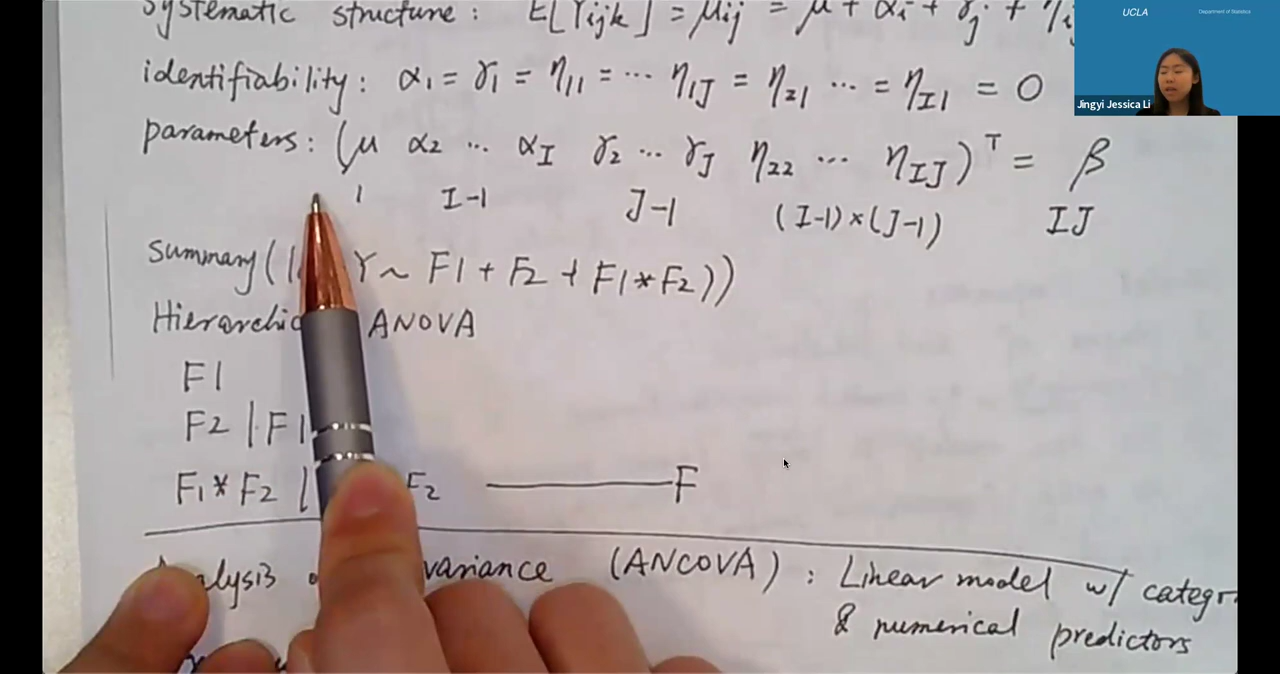 Systematic structure : E[Yijk] = μij = μ + αi + γj + ηi
UCLA Department of Statistics
identifiability : α1 = γ1 = η11 = ... η1J = η21 ... = ηI1 = 0
Jingyi Jessica Li
parameters : (μ α2 ... αI γ2 ... γJ η22 ... ηIJ)ᵀ = β
1 I-1 J-1 (I-1)×(J-1) IJ
Summary( Y ~ F1 + F2 + F1*F2))
ANOVA
F1
F2 | F1
F1 * F2 | F2 F
(ANCOVA) : Linear model w/ categr
& numerical predictors